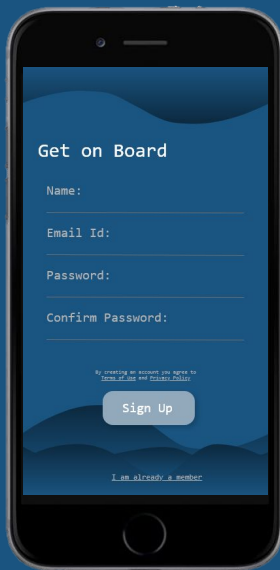 Get on Board
Name:
Email Id:
Password:
Confirm Password:
By creating an account you agree to
Terms of Use and Privacy Policy
Sign Up
I am already a member